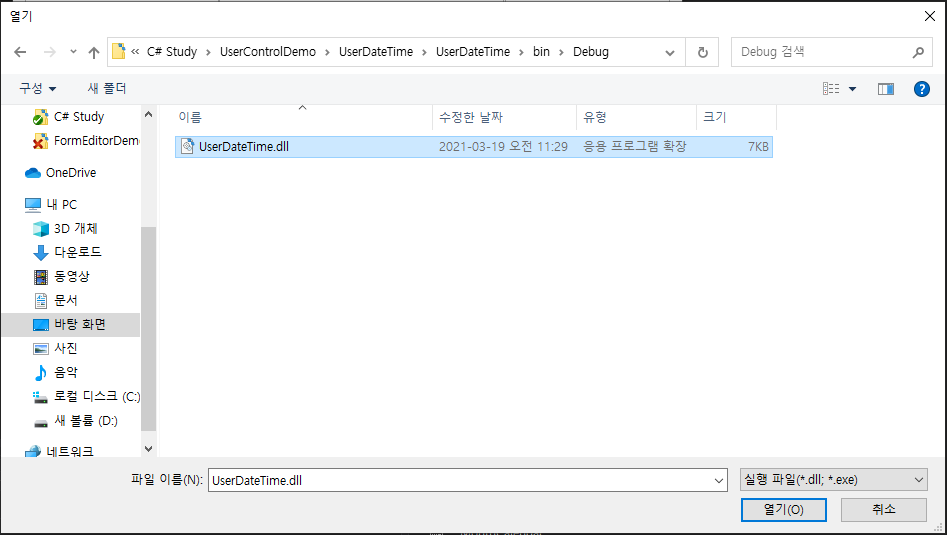 열기
« C# Study › UserControlDemo › UserDateTime › UserDateTime › bin › Debug
Debug 검색
구성
새 폴더
이름
수정한 날짜
유형
크기
UserDateTime.dll
2021-03-19 오전 11:29
응용 프로그램 확장
7KB
C# Study
FormEditorDem
OneDrive
내 PC
3D 개체
다운로드
동영상
문서
바탕 화면
사진
음악
로컬 디스크 (C:)
새 볼륨 (D:)
네트워크
파일 이름(N):
UserDateTime.dll
실행 파일(*.dll; *.exe)
열기(O)
취소